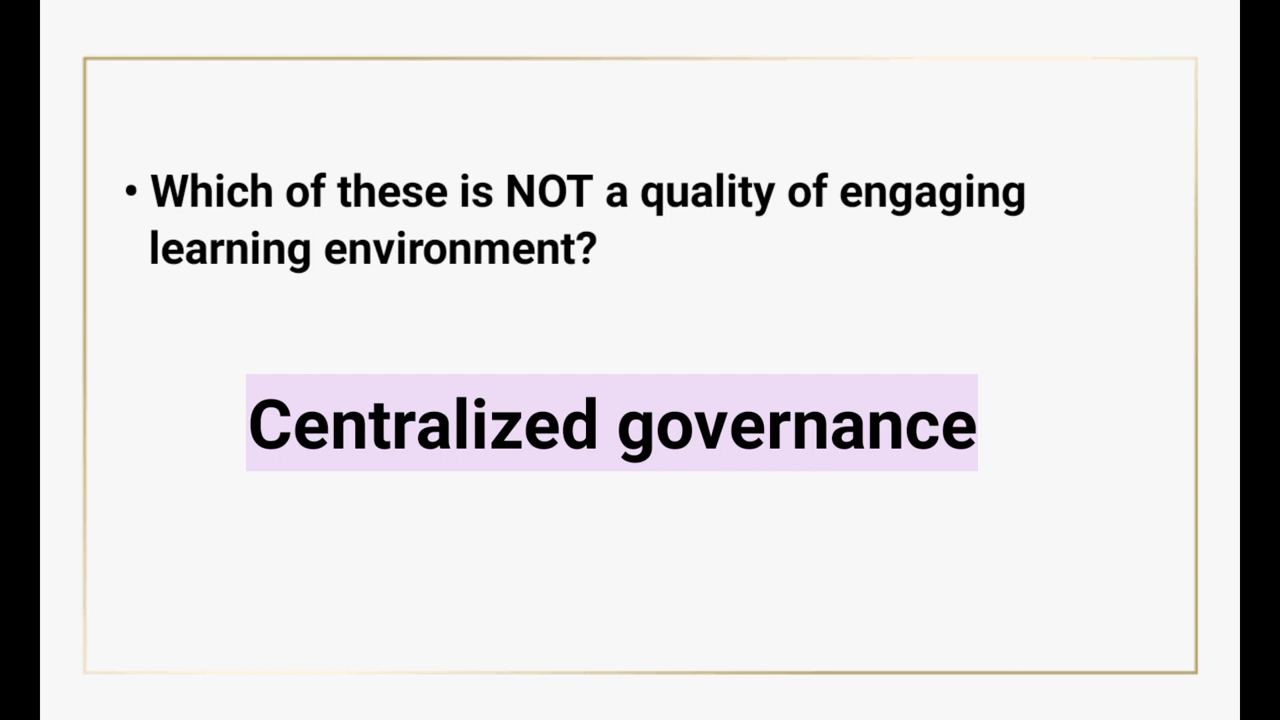 • Which of these is NOT a quality of engaging
learning environment?
Centralized governance